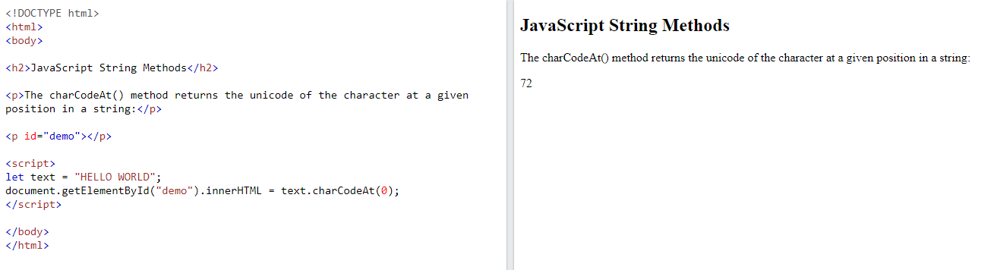 <!DOCTYPE html>
<html>
<body>
<h2>JavaScript String Methods</h2>
<p>The charCodeAt() method returns the unicode of the character at a given
position in a string:</p>
<p id="demo"></p>
<script>
let text = "HELLO WORLD";
document.getElementById("demo").innerHTML = text.charCodeAt(0);
</script>
</body>
</html>
JavaScript String Methods
The charCodeAt() method returns the unicode of the character at a given position in a string:
72